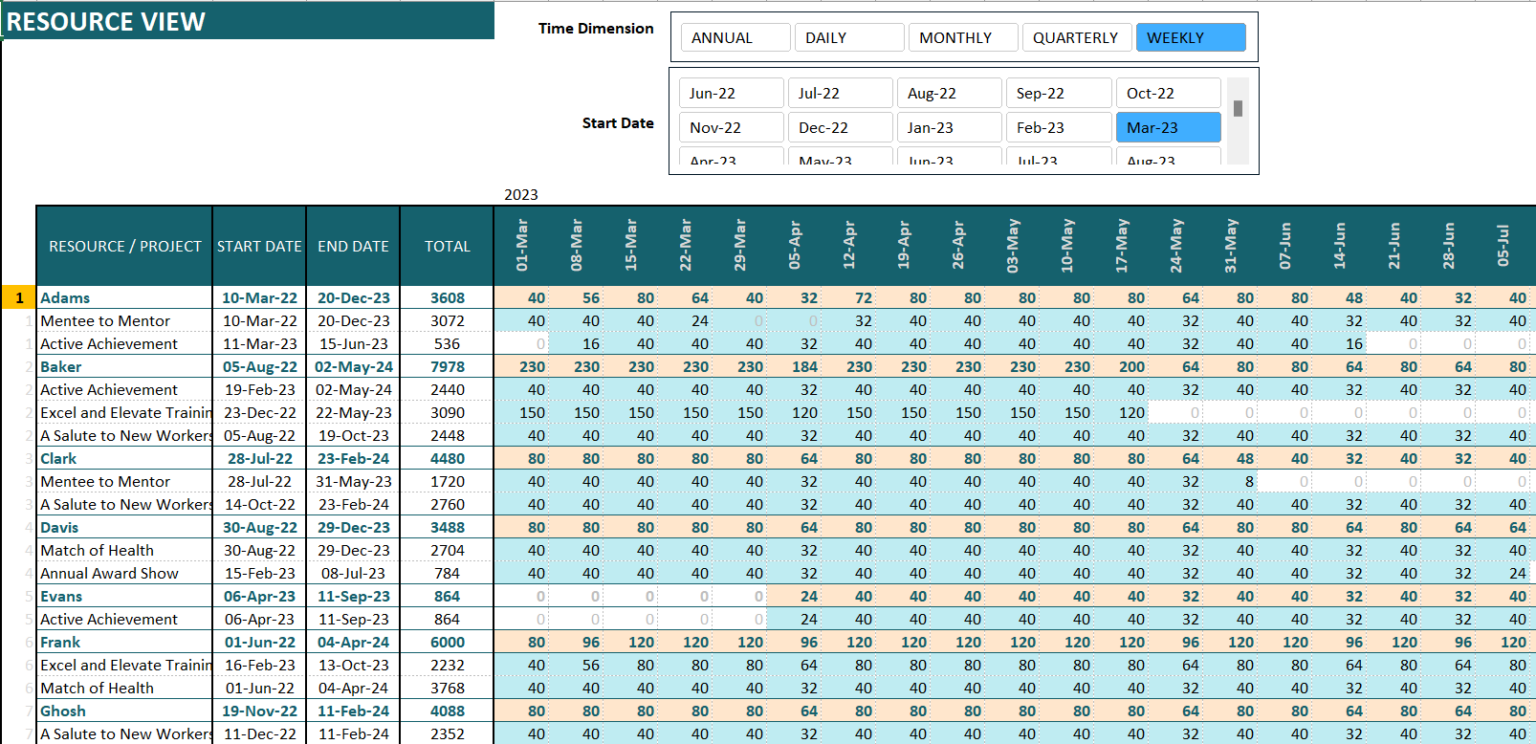 RESOURCE VIEW
Time Dimension
ANNUAL DAILY MONTHLY QUARTERLY WEEKLY
Start Date
Jun-22 Jul-22 Aug-22 Sep-22 Oct-22
Nov-22 Dec-22 Jan-23 Feb-23 Mar-23
Apr-23 May-23 Jun-23 Jul-23 Aug-23
2023
RESOURCE / PROJECT START DATE END DATE TOTAL 01-Mar 08-Mar 15-Mar 22-Mar 29-Mar 05-Apr 12-Apr 19-Apr 26-Apr 03-May 10-May 17-May 24-May 31-May 07-Jun 14-Jun 21-Jun 28-Jun 05-Jul
1 Adams 10-Mar-22 20-Dec-23 3608 40 56 80 64 40 32 72 80 80 80 80 80 64 80 80 48 40 32 40
1 Mentee to Mentor 10-Mar-22 20-Dec-23 3072 40 40 40 24 0 0 32 40 40 40 40 40 32 40 40 32 40 32 40
1 Active Achievement 11-Mar-23 15-Jun-23 536 0 16 40 40 40 32 40 40 40 40 40 40 32 40 40 16 0 0 0
2 Baker 05-Aug-22 02-May-24 7978 230 230 230 230 230 184 230 230 230 230 230 200 64 80 80 64 80 64 80
2 Active Achievement 19-Feb-23 02-May-24 2440 40 40 40 40 40 32 40 40 40 40 40 40 32 40 40 32 40 32 40
2 Excel and Elevate Trainin 23-Dec-22 22-May-23 3090 150 150 150 150 150 120 150 150 150 150 150 120 0 0 0 0 0 0 0
2 A Salute to New Workers 05-Aug-22 19-Oct-23 2448 40 40 40 40 40 32 40 40 40 40 40 40 32 40 40 32 40 32 40
3 Clark 28-Jul-22 23-Feb-24 4480 80 80 80 80 80 64 80 80 80 80 80 80 64 48 40 32 40 32 40
3 Mentee to Mentor 28-Jul-22 31-May-23 1720 40 40 40 40 40 32 40 40 40 40 40 40 32 8 0 0 0 0 0
3 A Salute to New Workers 14-Oct-22 23-Feb-24 2760 40 40 40 40 40 32 40 40 40 40 40 40 32 40 40 32 40 32 40
4 Davis 30-Aug-22 29-Dec-23 3488 80 80 80 80 80 64 80 80 80 80 80 80 64 80 80 64 80 64 64
4 Match of Health 30-Aug-22 29-Dec-23 2704 40 40 40 40 40 32 40 40 40 40 40 40 32 40 40 32 40 32 40
4 Annual Award Show 15-Feb-23 08-Jul-23 784 40 40 40 40 40 32 40 40 40 40 40 40 32 40 40 32 40 32 24
5 Evans 06-Apr-23 11-Sep-23 864 0 0 0 0 0 24 40 40 40 40 40 40 32 40 40 32 40 32 40
5 Active Achievement 06-Apr-23 11-Sep-23 864 0 0 0 0 0 24 40 40 40 40 40 40 32 40 40 32 40 32 40
6 Frank 01-Jun-22 04-Apr-24 6000 80 96 120 120 120 96 120 120 120 120 120 120 96 120 120 96 120 96 120
6 Excel and Elevate Trainin 16-Feb-23 13-Oct-23 2232 40 56 80 80 80 64 80 80 80 80 80 80 64 80 80 64 80 64 80
6 Match of Health 01-Jun-22 04-Apr-24 3768 40 40 40 40 40 32 40 40 40 40 40 40 32 40 40 32 40 32 40
7 Ghosh 19-Nov-22 11-Feb-24 4088 80 80 80 80 80 64 80 80 80 80 80 80 64 80 80 64 80 64 80
7 A Salute to New Workers 11-Dec-22 11-Feb-24 2352 40 40 40 40 40 32 40 40 40 40 40 40 32 40 40 32 40 32 40